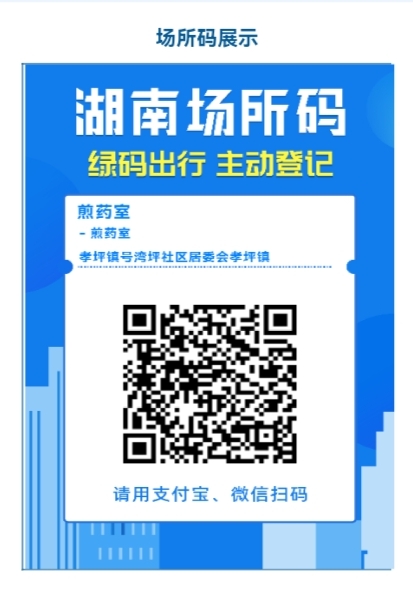 场所码展示
湖南场所码
绿码出行 主动登记
煎药室
- 煎药室
孝坪镇号湾坪社区居委会孝坪镇
请用支付宝、微信扫码